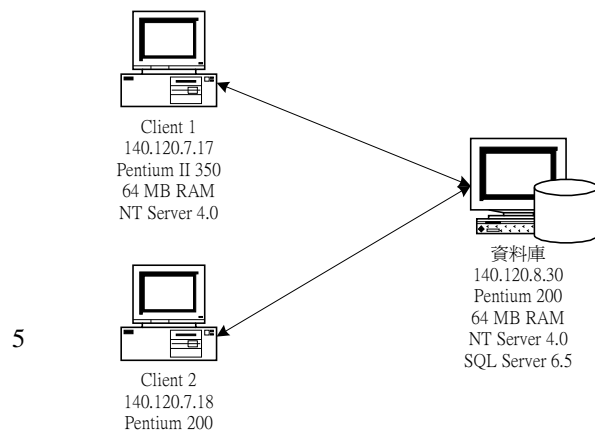 Client 1
140.120.7.17
Pentium II 350
64 MB RAM
NT Server 4.0
資料庫
140.120.8.30
Pentium 200
64 MB RAM
NT Server 4.0
SQL Server 6.5
5
Client 2
140.120.7.18
Pentium 200